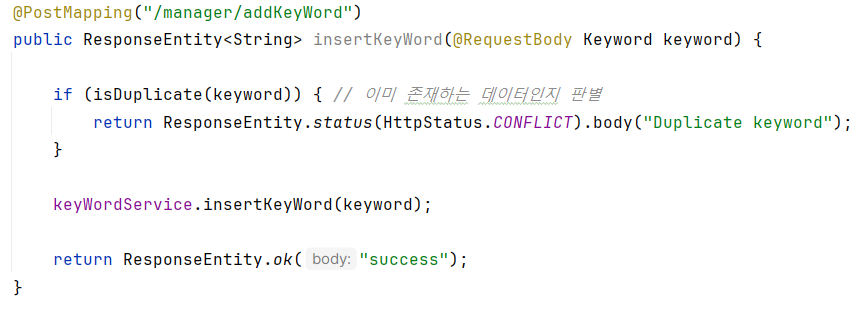 @PostMapping("/manager/addKeyWord")
public ResponseEntity<String> insertKeyWord(@RequestBody Keyword keyword) {
if (isDuplicate(keyword)) { // 이미 존재하는 데이터인지 판별
return ResponseEntity.status(HttpStatus.CONFLICT).body("Duplicate keyword");
}
keyWordService.insertKeyWord(keyword);
return ResponseEntity.ok( body: "success");
}